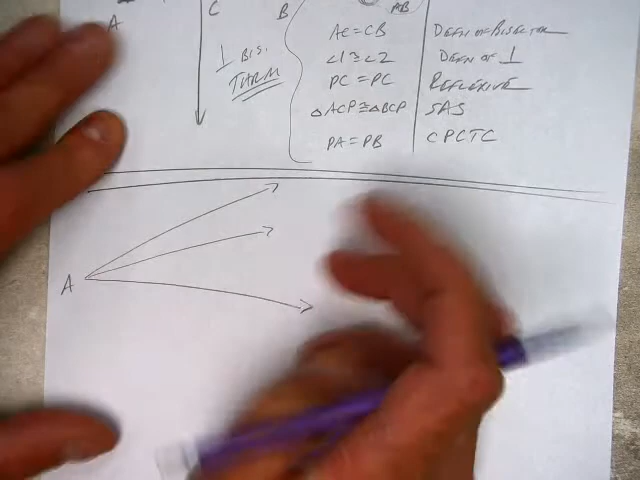 A
C
B
AB
⊥ BIS.
THRM
AC=CB DEFN OF BISECTOR
∠1≅∠2 DEFN OF ⊥
PC=PC REFLEXIVE
△ACP≅△BCP SAS
PA=PB CPCTC
A